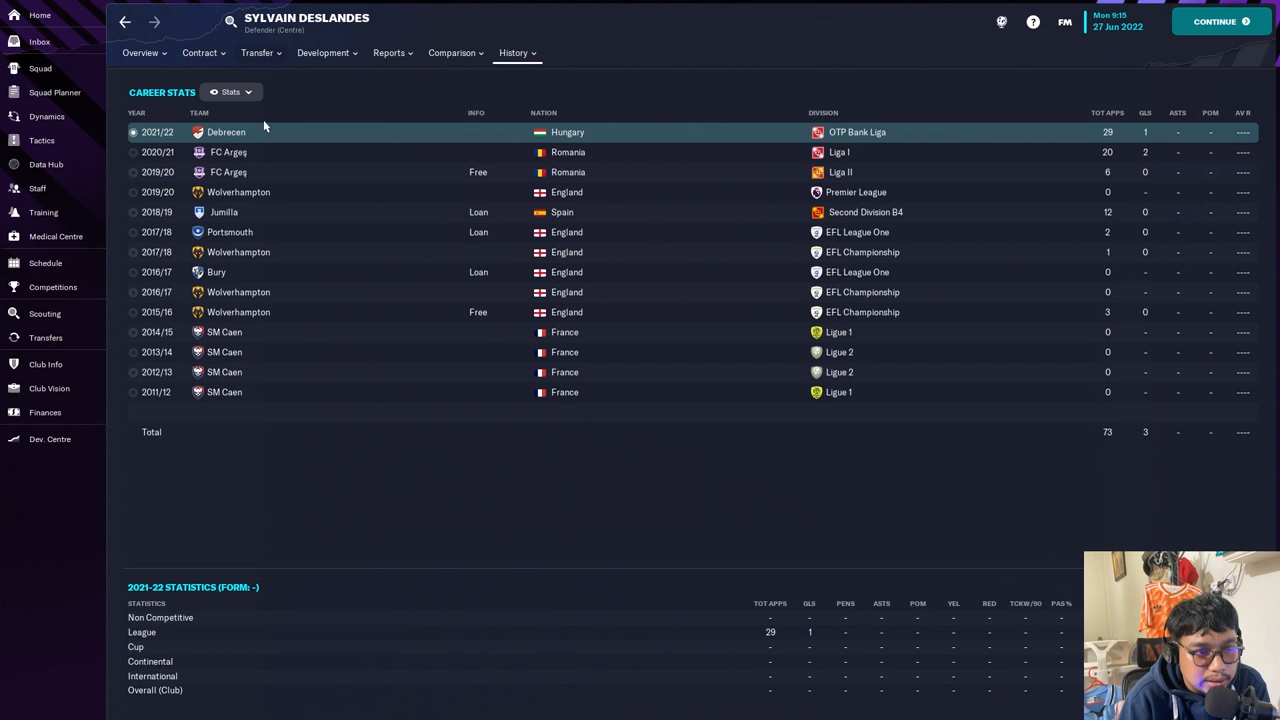 Home
Inbox
Squad
Squad Planner
Dynamics
Tactics
Data Hub
Staff
Training
Medical Centre
Schedule
Competitions
Scouting
Transfers
Club Info
Club Vision
Finances
Dev. Centre
SYLVAIN DESLANDES
Defender (Centre)
FM
Mon 9:15
27 Jun 2022
CONTINUE
Overview Contract Transfer Development Reports Comparison History
CAREER STATS Stats
YEAR TEAM INFO NATION DIVISION TOT APPS GLS ASTS POM AV R
2021/22 Debrecen Hungary OTP Bank Liga 29 1 - - ----
2020/21 FC Argeș Romania Liga I 20 2 - - ----
2019/20 FC Argeș Free Romania Liga II 6 0 - - ----
2019/20 Wolverhampton England Premier League 0 - - - ----
2018/19 Jumilla Loan Spain Second Division B4 12 0 - - ----
2017/18 Portsmouth Loan England EFL League One 2 0 - - ----
2017/18 Wolverhampton England EFL Championship 1 0 - - ----
2016/17 Bury Loan England EFL League One 0 - - - ----
2016/17 Wolverhampton England EFL Championship 0 - - - ----
2015/16 Wolverhampton Free England EFL Championship 3 0 - - ----
2014/15 SM Caen France Ligue 1 0 - - - ----
2013/14 SM Caen France Ligue 2 0 - - - ----
2012/13 SM Caen France Ligue 2 0 - - - ----
2011/12 SM Caen France Ligue 1 0 - - - ----
Total 73 3 - - ----
2021-22 STATISTICS (FORM: -)
STATISTICS TOT APPS GLS PENS ASTS POM YEL RED TCKW/90 PAS %
Non Competitive - - - - - - - - -
League 29 1 - - - - - - -
Cup - - - - - - - - -
Continental - - - - - - - - -
International - - - - - - - - -
Overall (Club) - - - - - - - - -